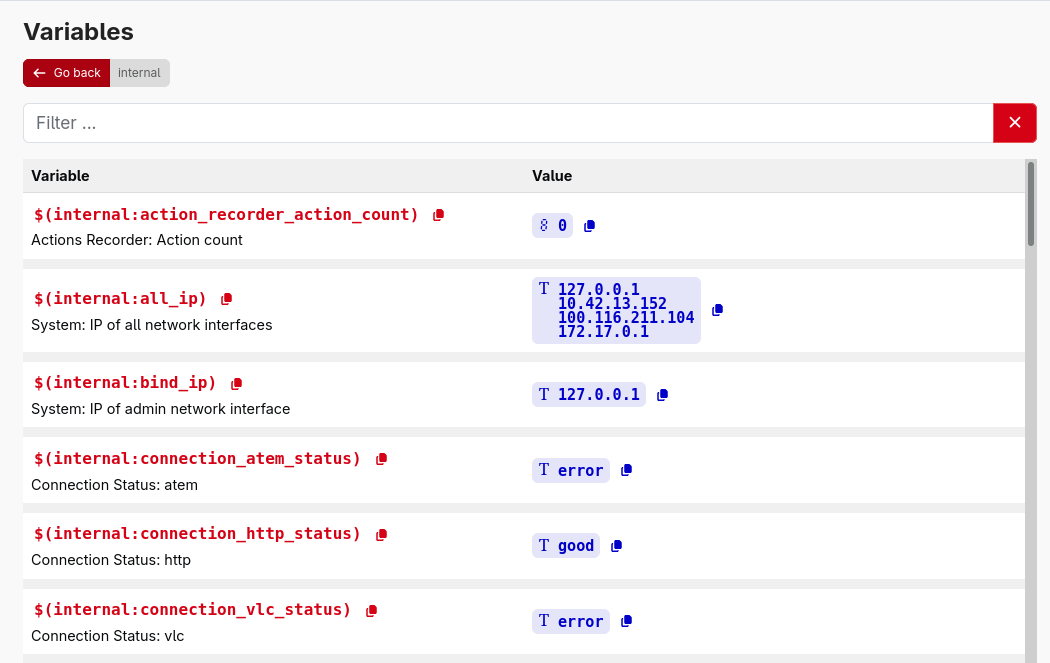 Variables
Go back internal
Filter ...
Variable Value
$(internal:action_recorder_action_count)
Actions Recorder: Action count
0
$(internal:all_ip)
System: IP of all network interfaces
T 127.0.0.1
10.42.13.152
100.116.211.104
172.17.0.1
$(internal:bind_ip)
System: IP of admin network interface
T 127.0.0.1
$(internal:connection_atem_status)
Connection Status: atem
T error
$(internal:connection_http_status)
Connection Status: http
T good
$(internal:connection_vlc_status)
Connection Status: vlc
T error